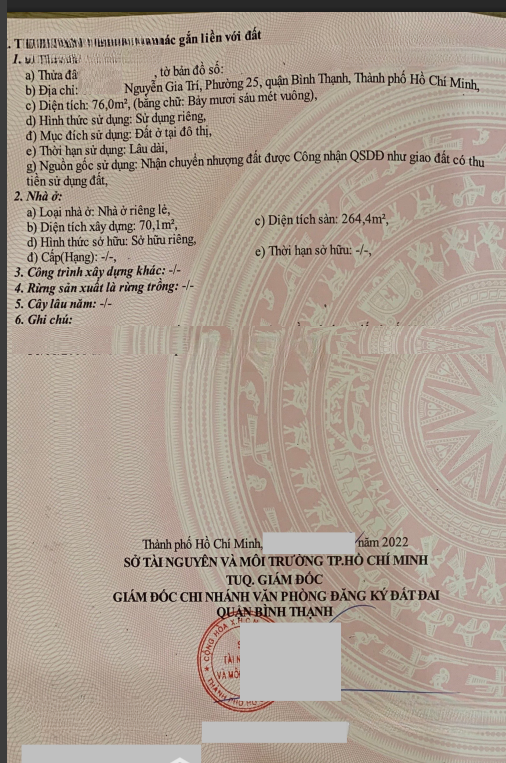 gắn liền với đất
a) Thửa đấ , tờ bản đồ số:
b) Địa chỉ: Nguyễn Gia Trí, Phường 25, quận Bình Thạnh, Thành phố Hồ Chí Minh,
c) Diện tích: 76,0m², (bằng chữ: Bảy mươi sáu mét vuông),
d) Hình thức sử dụng: Sử dụng riêng,
đ) Mục đích sử dụng: Đất ở tại đô thị,
e) Thời hạn sử dụng: Lâu dài,
g) Nguồn gốc sử dụng: Nhận chuyển nhượng đất được Công nhận QSDĐ như giao đất có thu
tiền sử dụng đất,
2. Nhà ở:
a) Loại nhà ở: Nhà ở riêng lẻ,
b) Diện tích xây dựng: 70,1m², c) Diện tích sàn: 264,4m²,
d) Hình thức sở hữu: Sở hữu riêng,
đ) Cấp(Hạng): -/-, e) Thời hạn sở hữu: -/-,
3. Công trình xây dựng khác: -/-
4. Rừng sản xuất là rừng trồng: -/-
5. Cây lâu năm: -/-
6. Ghi chú:
Thành phố Hồ Chí Minh, năm 2022
SỞ TÀI NGUYÊN VÀ MÔI TRƯỜNG TP.HỒ CHÍ MINH
TUQ. GIÁM ĐỐC
GIÁM ĐỐC CHI NHÁNH VĂN PHÒNG ĐĂNG KÝ ĐẤT ĐAI
QUẬN BÌNH THẠNH